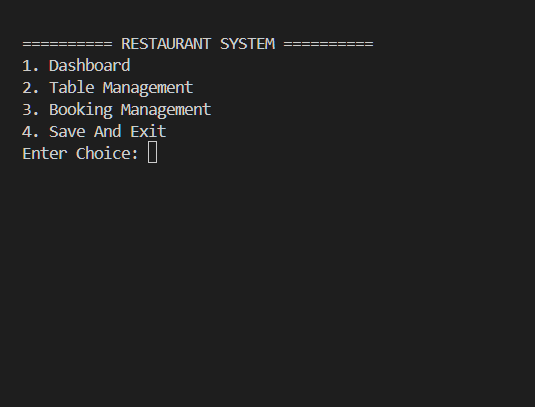 ========== RESTAURANT SYSTEM ==========
1. Dashboard
2. Table Management
3. Booking Management
4. Save And Exit
Enter Choice: